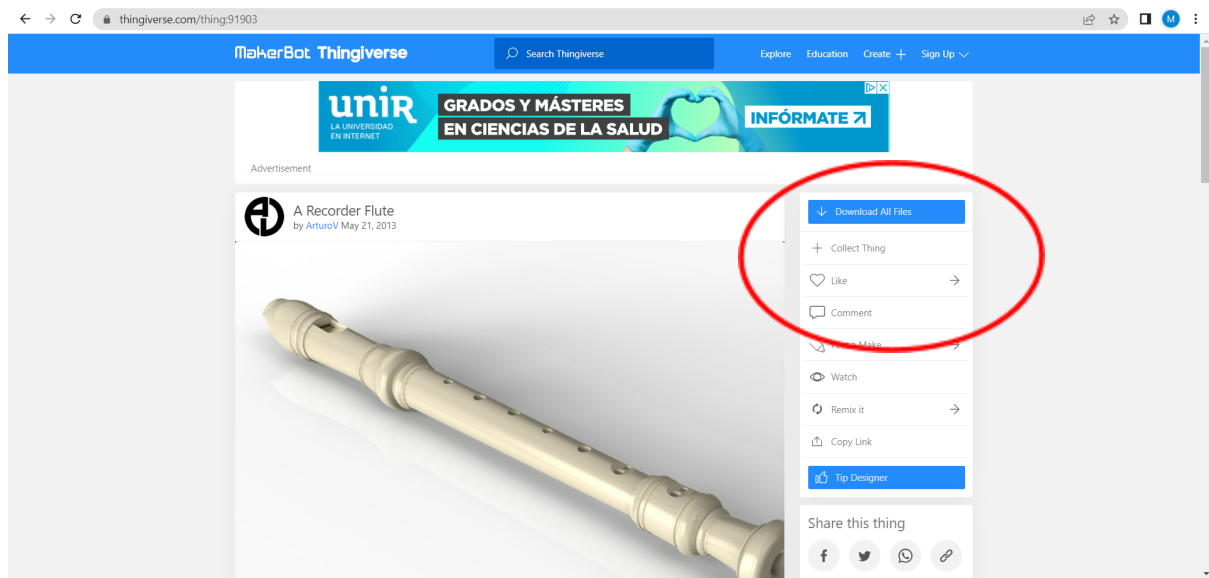 thingiverse.com/thing:91903
M
MakerBot Thingiverse
Search Thingiverse
Explore
Education
Create
Sign Up
unir
LA UNIVERSIDAD
EN INTERNET
GRADOS Y MÁSTERES
EN CIENCIAS DE LA SALUD
INFÓRMATE
Advertisement
A Recorder Flute
by ArturoV May 21, 2013
Download All Files
Collect Thing
Like
Comment
Make
Watch
Remix it
Copy Link
Tip Designer
Share this thing